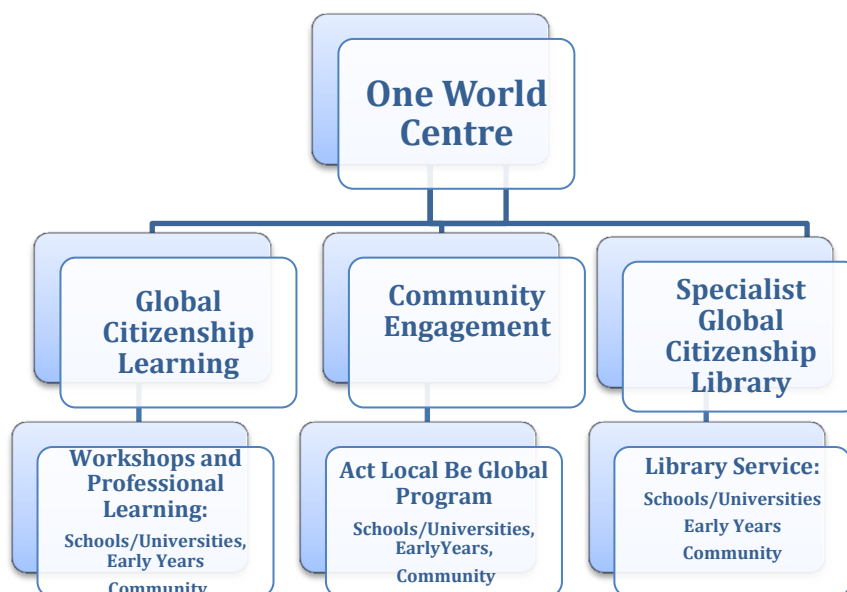 One World
Centre
Global
Citizenship
Learning
Community
Engagement
Specialist
Global
Citizenship
Library
Workshops and
Professional
Learning:
Schools/Universities,
Early Years
Community
Act Local Be Global
Program
Schools/Universities,
EarlyYears,
Community
Library Service:
Schools/Universities
Early Years
Community